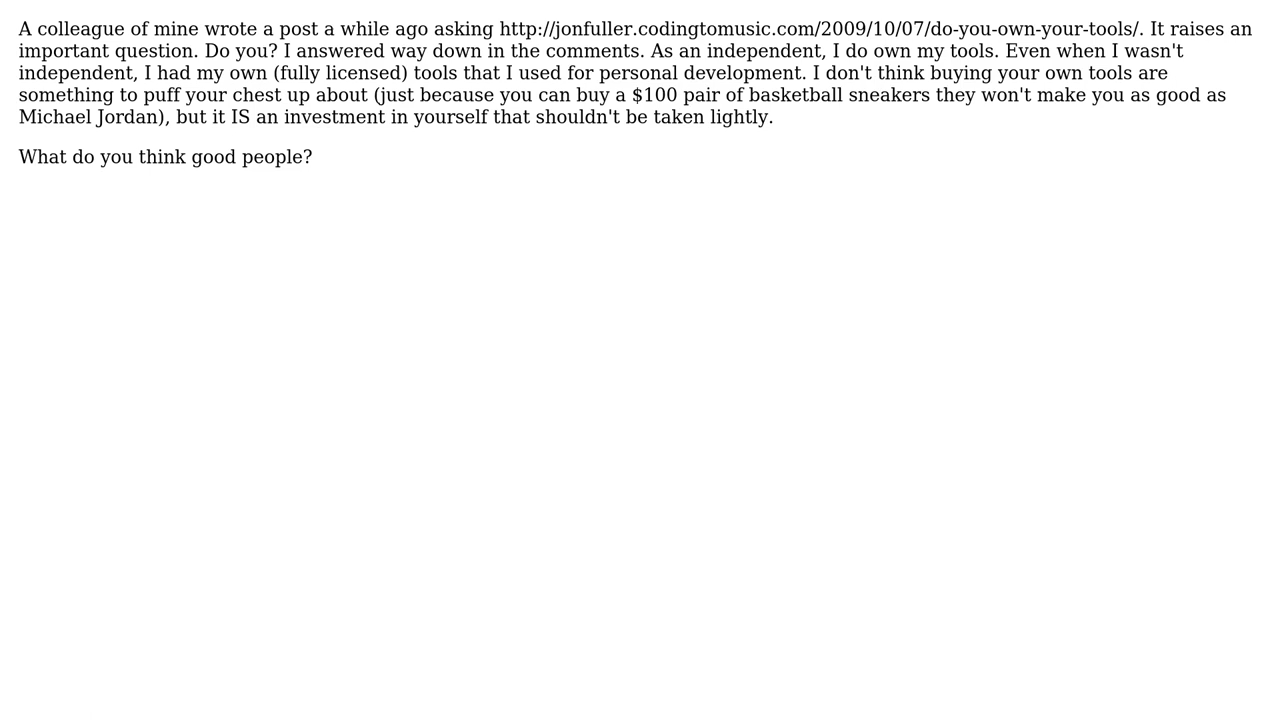 A colleague of mine wrote a post a while ago asking http://jonfuller.codingtomusic.com/2009/10/07/do-you-own-your-tools/. It raises an
important question. Do you? I answered way down in the comments. As an independent, I do own my tools. Even when I wasn't
independent, I had my own (fully licensed) tools that I used for personal development. I don't think buying your own tools are
something to puff your chest up about (just because you can buy a $100 pair of basketball sneakers they won't make you as good as
Michael Jordan), but it IS an investment in yourself that shouldn't be taken lightly.
What do you think good people?